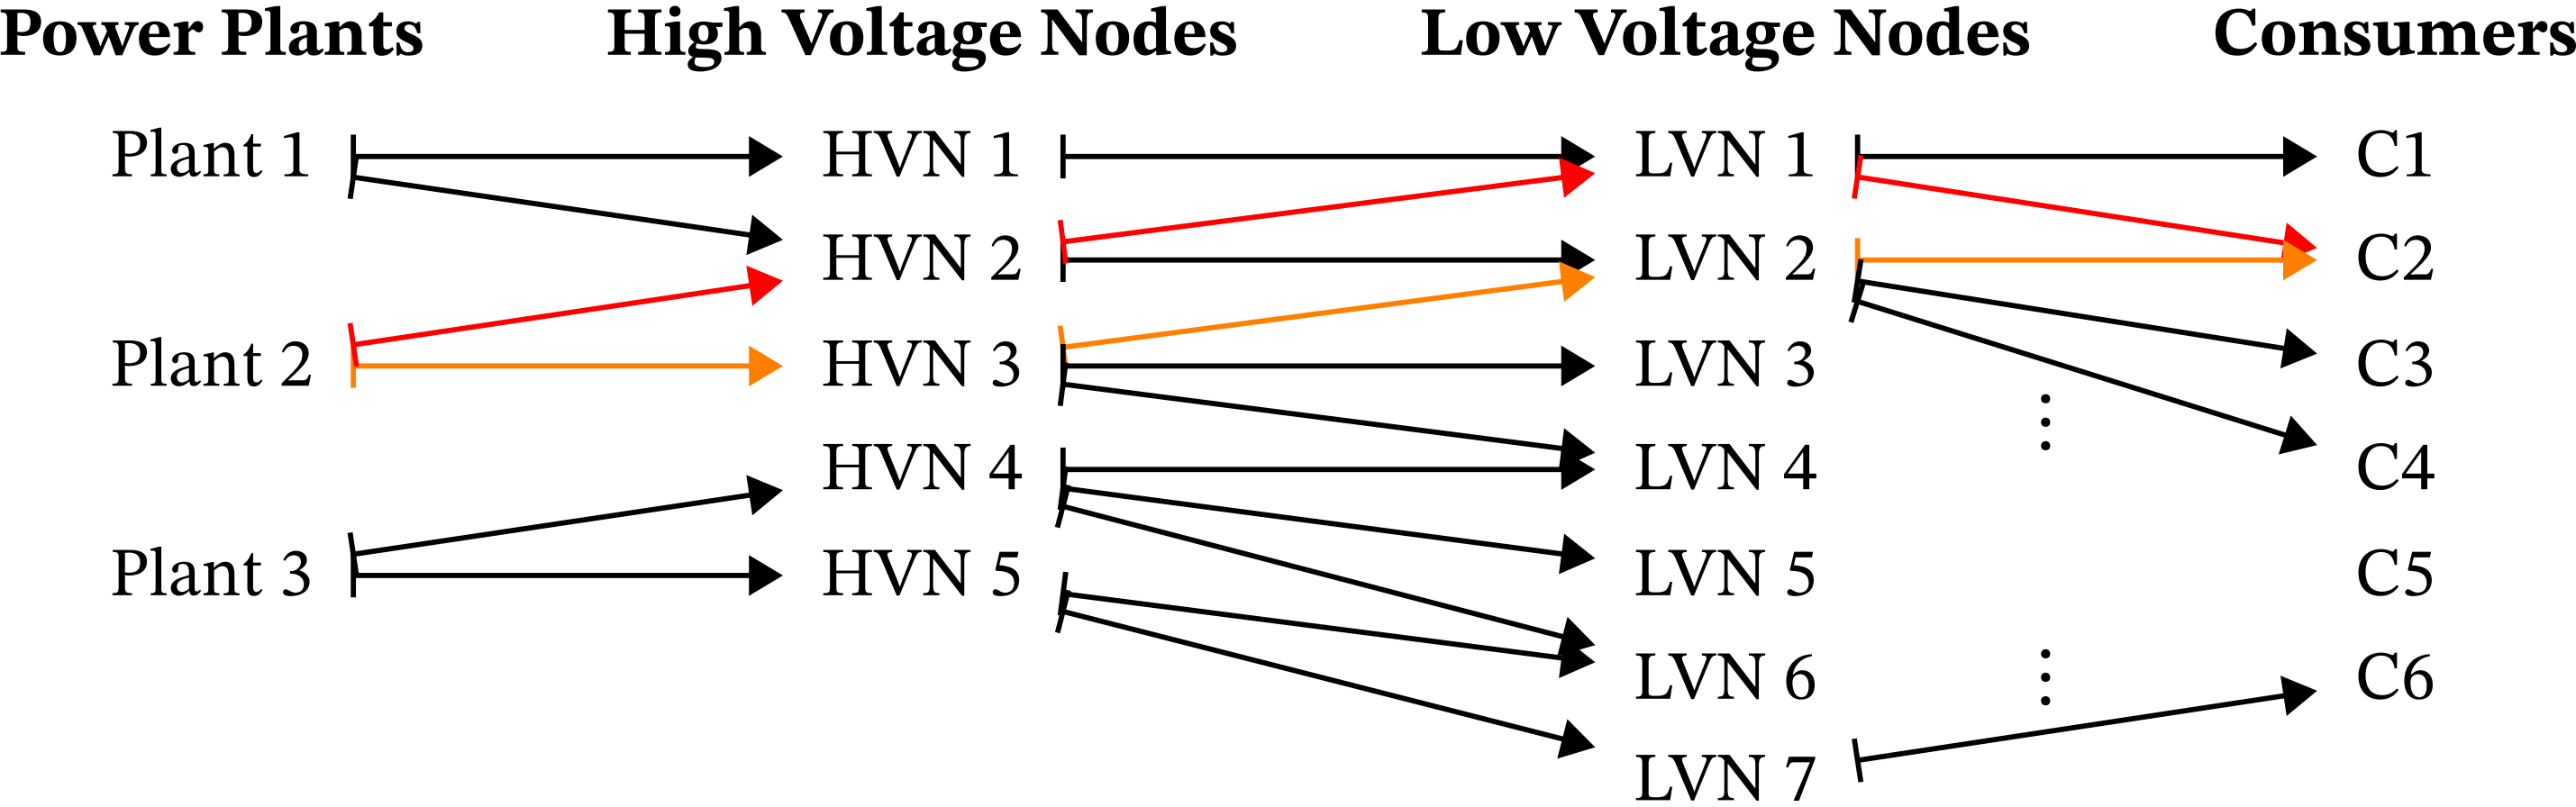 Power Plants High Voltage Nodes Low Voltage Nodes Consumers
Plant 1 HVN 1 LVN 1 C1
HVN 2 LVN 2 C2
Plant 2 HVN 3 LVN 3 C3
HVN 4 LVN 4 C4
Plant 3 HVN 5 LVN 5 C5
LVN 6 C6
LVN 7